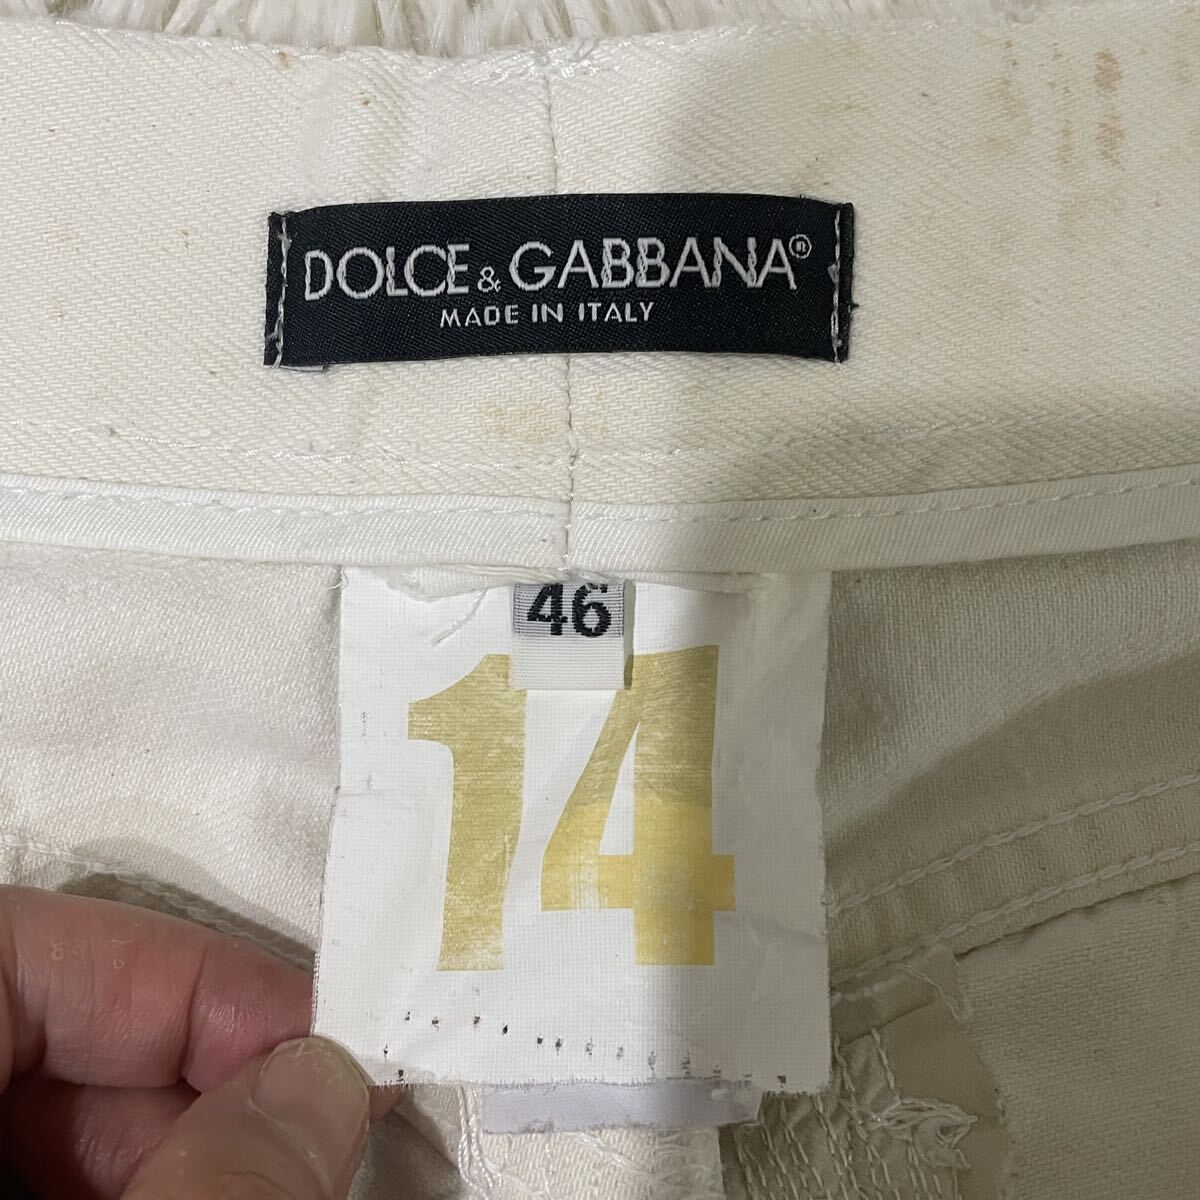 DOLCE & GABBANA®
MADE IN ITALY
46
14